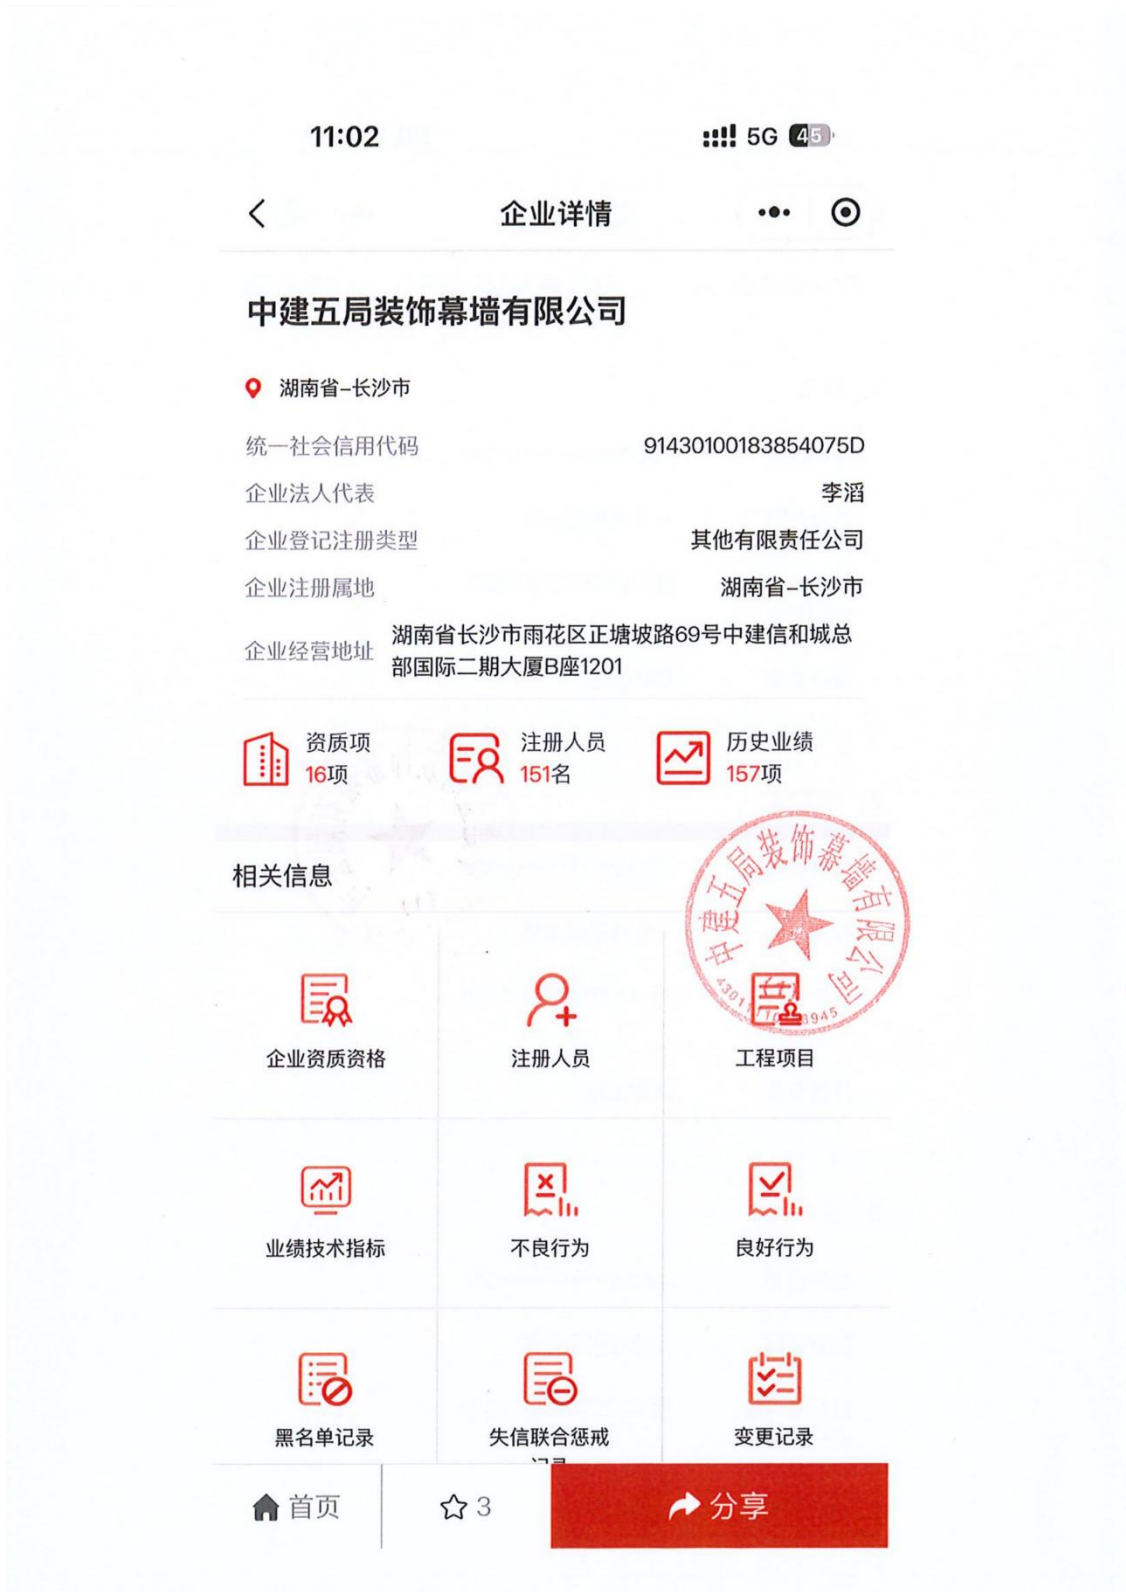 11:02
5G 45
企业详情
中建五局装饰幕墙有限公司
湖南省-长沙市
统一社会信用代码 91430100183854075D
企业法人代表 李滔
企业登记注册类型 其他有限责任公司
企业注册属地 湖南省-长沙市
企业经营地址 湖南省长沙市雨花区正塘坡路69号中建信和城总
部国际二期大厦B座1201
资质项 注册人员 历史业绩
16项 151名 157项
相关信息
中建五局装饰幕墙有限公司
(1)
企业资质资格 注册人员 工程项目
业绩技术指标 不良行为 良好行为
黑名单记录 失信联合惩戒 变更记录
首页 3 分享